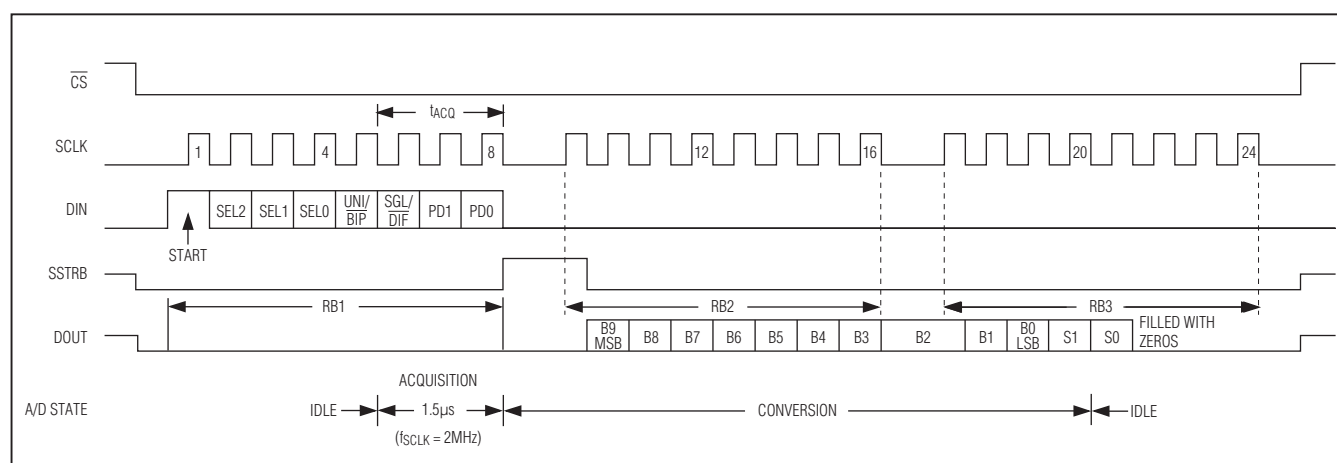 CS
tACQ
SCLK 1 4 8 12 16 20 24
DIN SEL2 SEL1 SEL0 UNI/ BIP SGL/ DIF PD1 PD0
START
SSTRB
RB1 RB2 RB3
DOUT B9 MSB B8 B7 B6 B5 B4 B3 B2 B1 B0 LSB S1 S0 FILLED WITH ZEROS
ACQUISITION
A/D STATE IDLE 1.5µs CONVERSION IDLE
(fSCLK = 2MHz)